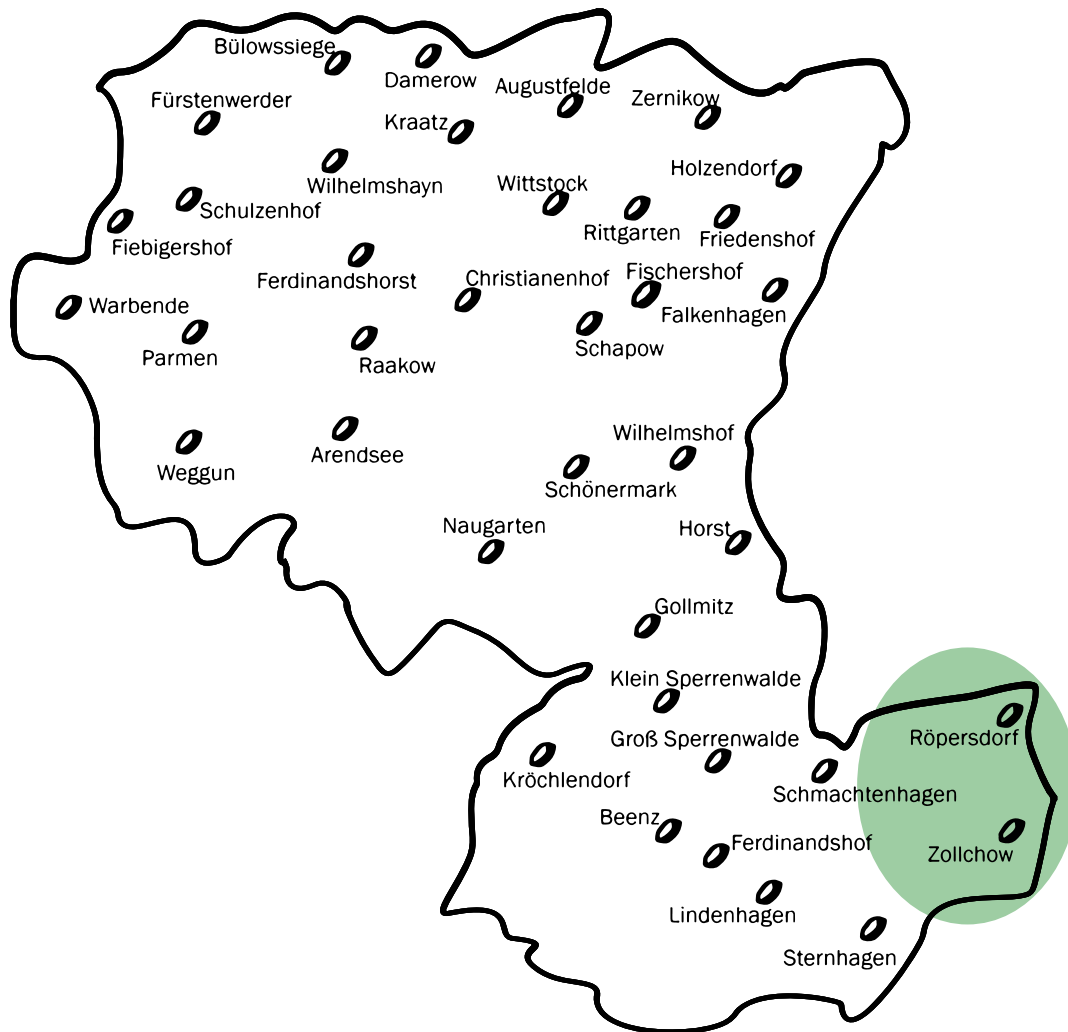 Bülowssiege
Damerow
Augustfelde
Zernikow
Fürstenwerder
Kraatz
Holzendorf
Wilhelmshayn
Wittstock
Schulzenhof
Rittgarten
Friedenshof
Fiebigershof
Ferdinandshorst
Christianenhof
Fischershof
Warbende
Falkenhagen
Parmen
Raakow
Schapow
Wilhelmshof
Arendsee
Weggun
Schönermark
Naugarten
Horst
Gollmitz
Klein Sperrenwalde
Röpersdorf
Groß Sperrenwalde
Kröchlendorf
Schmachtenhagen
Beenz
Ferdinandshof
Zollchow
Lindenhagen
Sternhagen